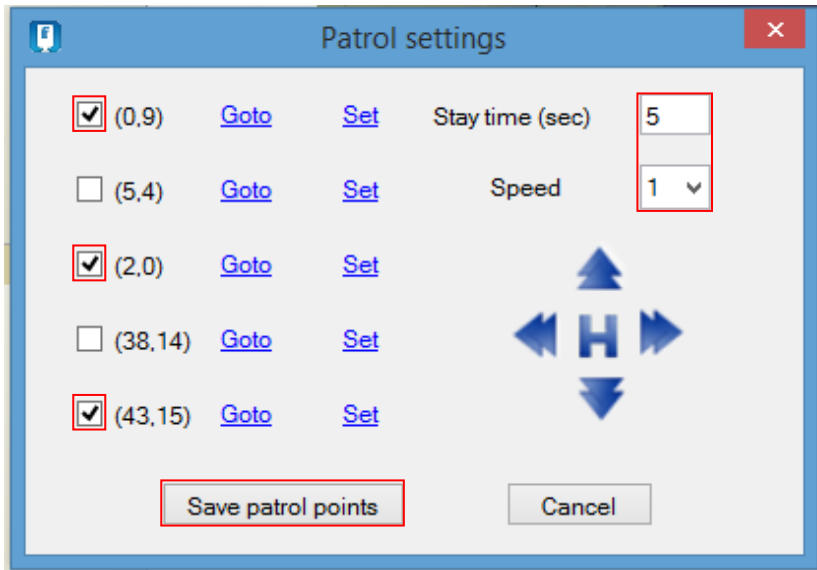 Patrol settings
(0,9) Goto Set Stay time (sec) 5
(5,4) Goto Set Speed 1
(2,0) Goto Set
H
(38,14) Goto Set
(43,15) Goto Set
Save patrol points Cancel